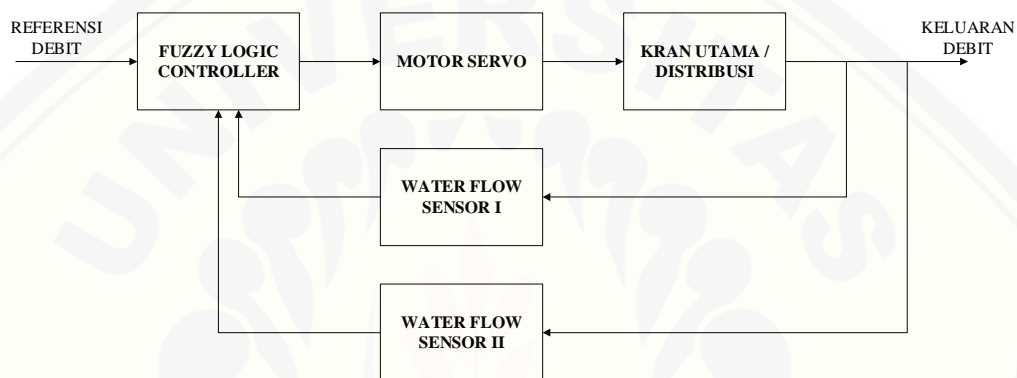 REFERENSI
DEBIT
FUZZY LOGIC
CONTROLLER
MOTOR SERVO
KRAN UTAMA /
DISTRIBUSI
KELUARAN
DEBIT
WATER FLOW
SENSOR I
WATER FLOW
SENSOR II
UNIVERSITAS